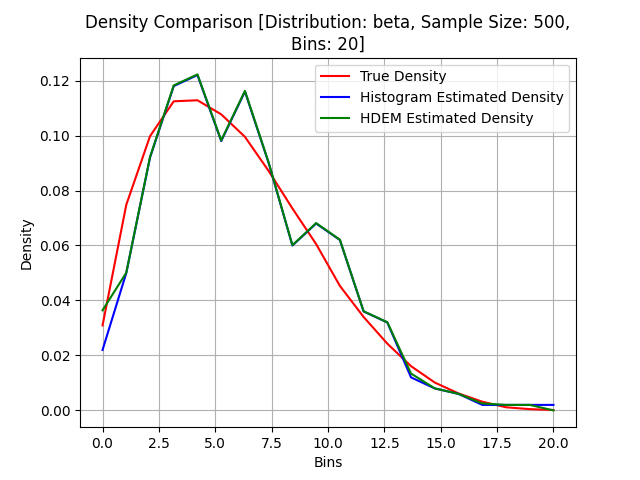 Density Comparison [Distribution: beta, Sample Size: 500,
Bins: 20]
True Density
Histogram Estimated Density
HDEM Estimated Density
Density
0.12
0.10
0.08
0.06
0.04
0.02
0.00
0.0 2.5 5.0 7.5 10.0 12.5 15.0 17.5 20.0
Bins